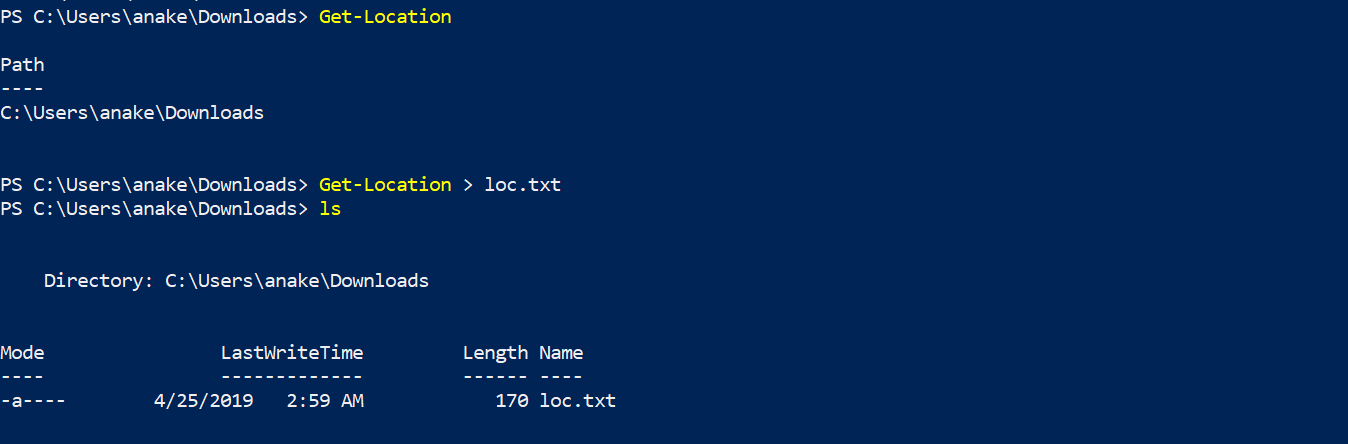 PS C:\Users\anake\Downloads> Get-Location
Path
----
C:\Users\anake\Downloads
PS C:\Users\anake\Downloads> Get-Location > loc.txt
PS C:\Users\anake\Downloads> ls
Directory: C:\Users\anake\Downloads
Mode                LastWriteTime         Length Name
----                -------------         ------ ----
-a----        4/25/2019   2:59 AM            170 loc.txt